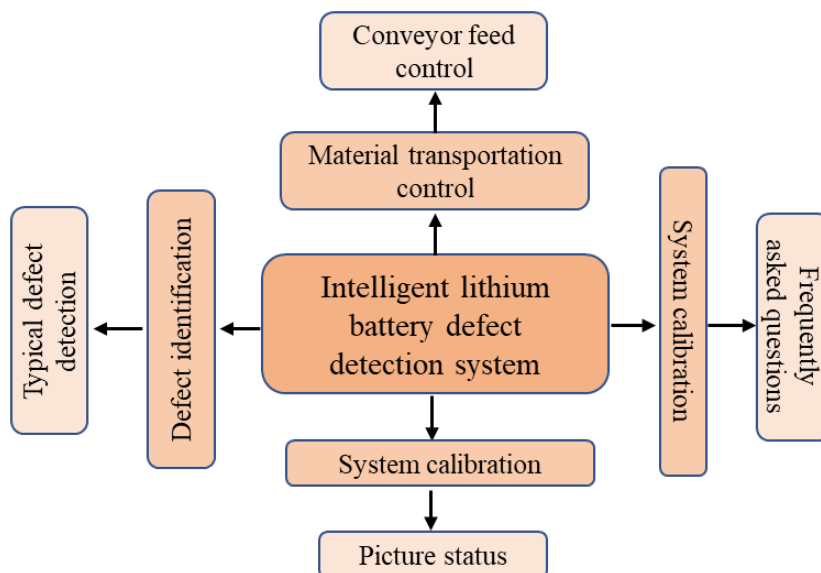 Conveyor feed
control
Material transportation
control
Typical defect
detection
Defect identification
Intelligent lithium
battery defect
detection system
System calibration
Frequently
asked questions
System calibration
Picture status